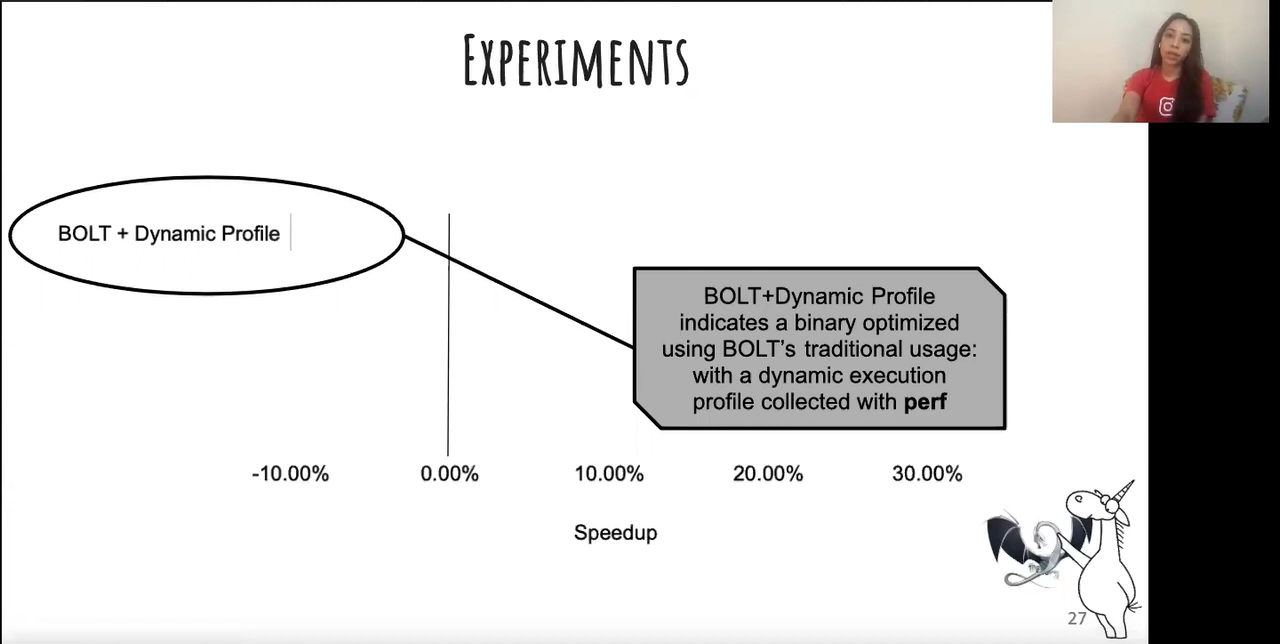 EXPERIMENTS
BOLT + Dynamic Profile
BOLT+Dynamic Profile
indicates a binary optimized
using BOLT's traditional usage:
with a dynamic execution
profile collected with perf
-10.00%
0.00%
10.00%
20.00%
30.00%
Speedup
27